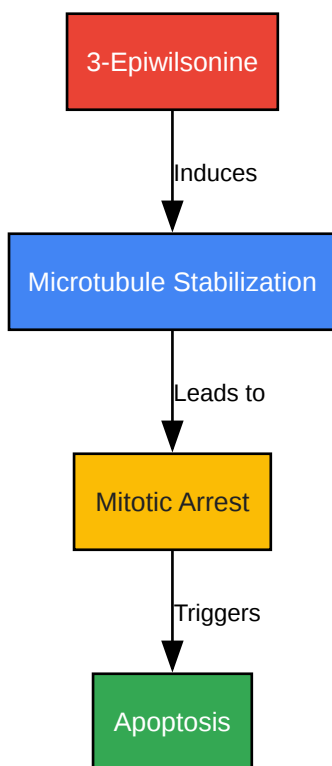 3-Epiwilsonine
Induces
Microtubule Stabilization
Leads to
Mitotic Arrest
Triggers
Apoptosis